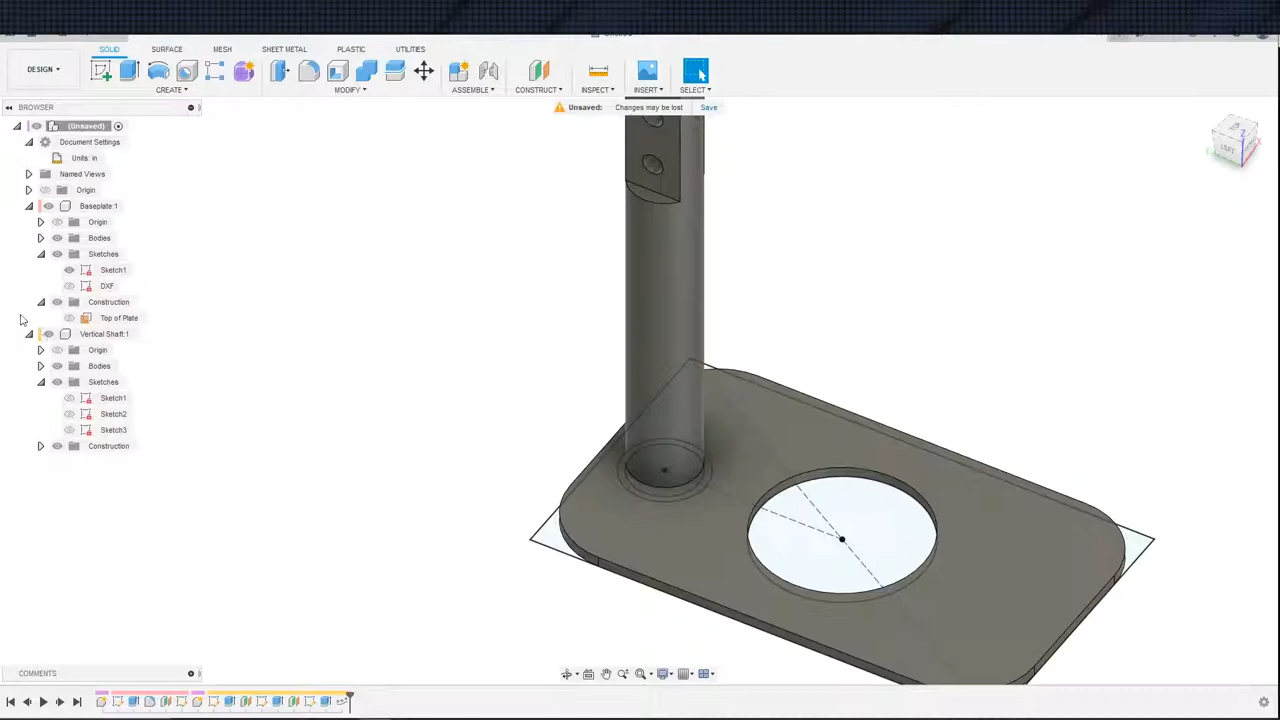 SOLID SURFACE MESH SHEET METAL PLASTIC UTILITIES
DESIGN
CREATE MODIFY ASSEMBLE CONSTRUCT INSPECT INSERT SELECT
BROWSER
Unsaved: Changes may be lost Save
(Unsaved)
Document Settings
Units: in
Named Views
Origin
Baseplate:1
Origin
Bodies
Sketches
Sketch1
DXF
Construction
Top of Plate
Vertical Shaft:1
Origin
Bodies
Sketches
Sketch1
Sketch2
Sketch3
Construction
Z
LEFT
COMMENTS